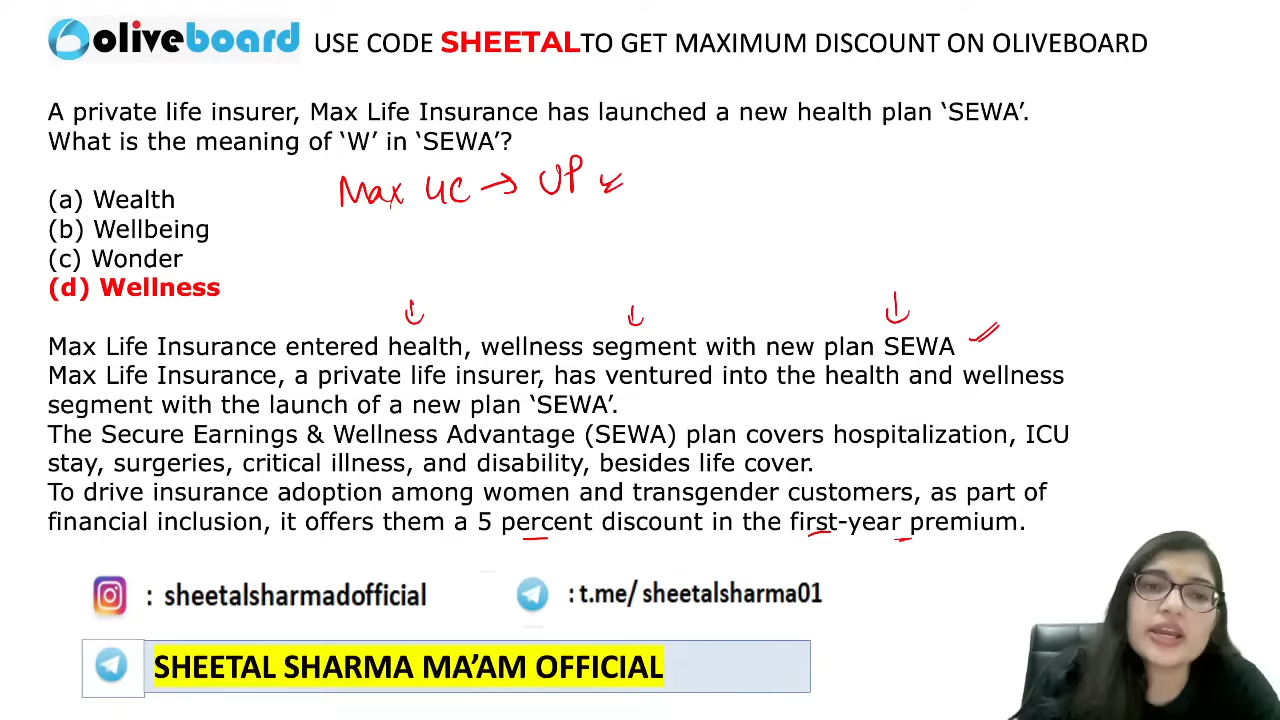 oliveboard USE CODE SHEETALTO GET MAXIMUM DISCOUNT ON OLIVEBOARD
A private life insurer, Max Life Insurance has launched a new health plan ‘SEWA’.
What is the meaning of ‘W’ in ‘SEWA’?
Max → UP
(a) Wealth
(b) Wellbeing
(c) Wonder
(d) Wellness
Max Life Insurance entered health, wellness segment with new plan SEWA
Max Life Insurance, a private life insurer, has ventured into the health and wellness
segment with the launch of a new plan ‘SEWA’.
The Secure Earnings & Wellness Advantage (SEWA) plan covers hospitalization, ICU
stay, surgeries, critical illness, and disability, besides life cover.
To drive insurance adoption among women and transgender customers, as part of
financial inclusion, it offers them a 5 percent discount in the first-year premium.
: sheetalsharmadofficial
: t.me/ sheetalsharma01
SHEETAL SHARMA MA’AM OFFICIAL